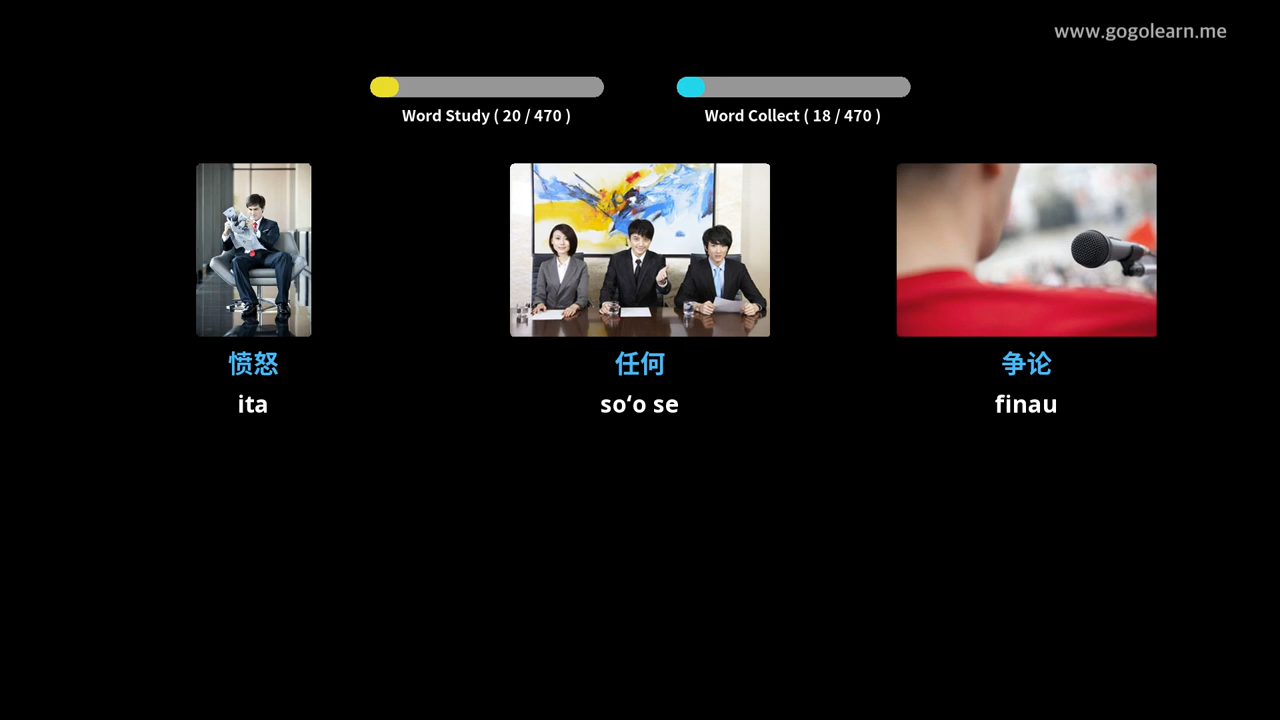 www.gogolearn.me
Word Study ( 20 / 470 )
Word Collect ( 18 / 470 )
愤怒
任何
争论
ita
soʻo se
finau